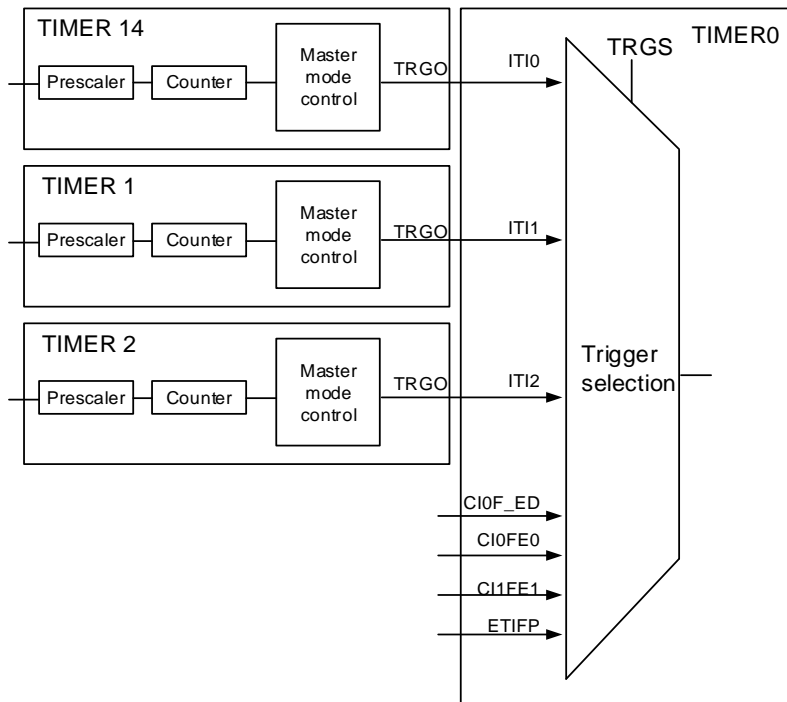 TIMER 14
TIMER0
Prescaler
Counter
Master
mode
control
TRGO
ITI0
TRGS
TIMER 1
Prescaler
Counter
Master
mode
control
TRGO
ITI1
TIMER 2
Prescaler
Counter
Master
mode
control
TRGO
ITI2
Trigger
selection
CI0F_ED
CI0FE0
CI1FE1
ETIFP